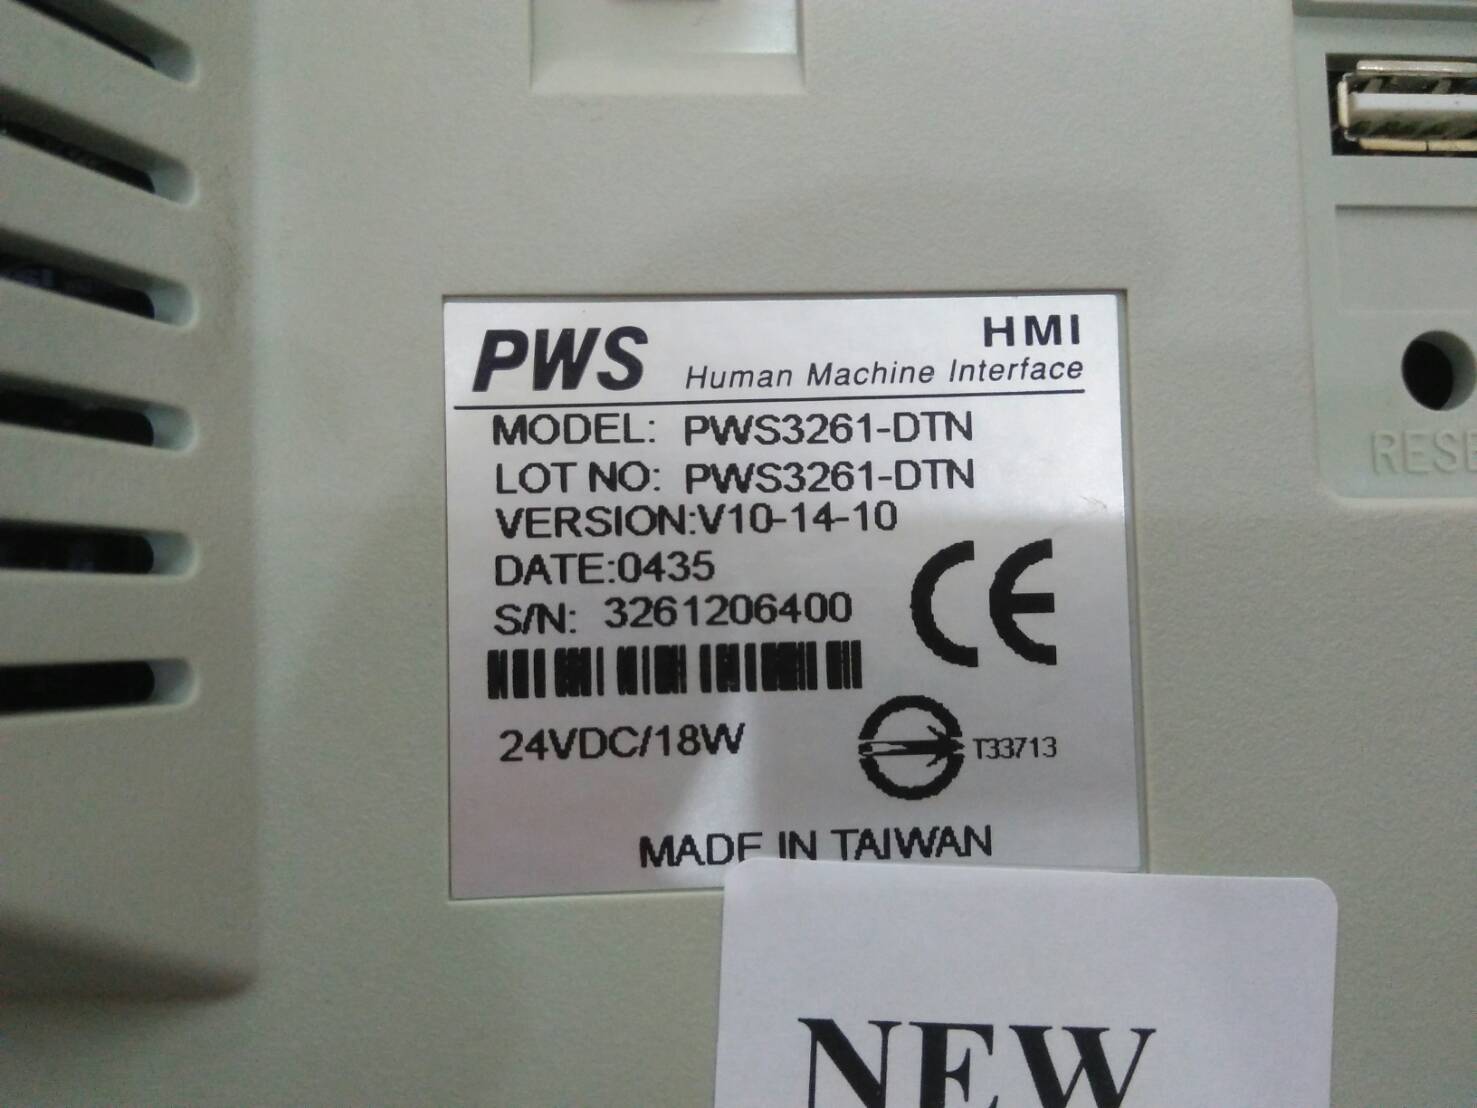 PWS HMI
Human Machine Interface
MODEL: PWS3261-DTN
LOT NO: PWS3261-DTN
VERSION:V10-14-10
DATE:0435
S/N: 3261206400
CE
24VDC/18W
T33713
MADE IN TAIWAN
NEW